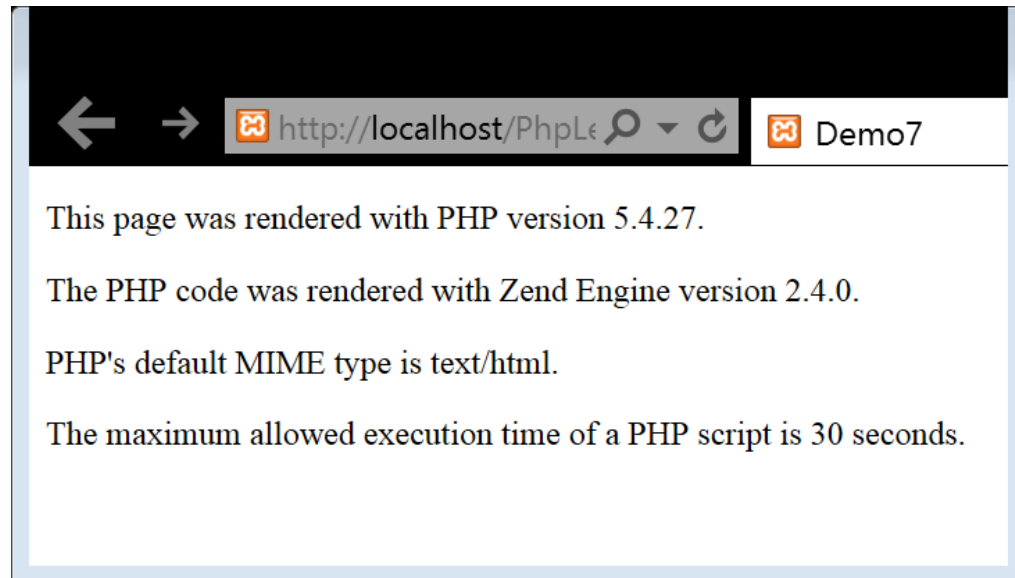 http://localhost/PhpLe
Demo7
This page was rendered with PHP version 5.4.27.
The PHP code was rendered with Zend Engine version 2.4.0.
PHP's default MIME type is text/html.
The maximum allowed execution time of a PHP script is 30 seconds.